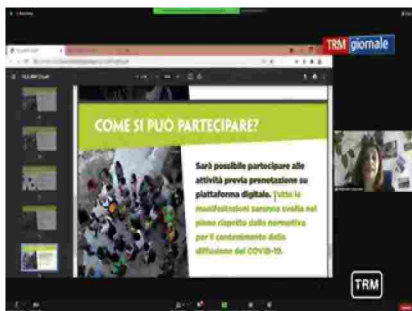 TRM giornale
COME SI PUO PARTECIPARE?
Sarà possibile partecipare alle
attività previa prenotazione su
piattaforma digitale. Tutte le
manifestazioni saranno svolte nel
pieno rispetto della normativa
per il contenimento della
diffusione del COVID-19.
TRM